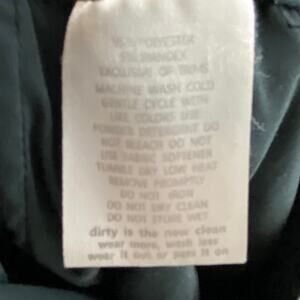 POLYESTER
SPANDEX
EXCLUSIVE OF TRIMS
MACHINE WASH COLD
GENTLE CYCLE WITH
LIKE COLORS USE
POWDER DETERGENT DO
NOT BLEACH DO NOT
USE FABRIC SOFTENER
TUMBLE DRY LOW HEAT
REMOVE PROMPTLY
DO NOT IRON
DO NOT DRY CLEAN
DO NOT STORE WET
dirty is the new clean
wear more, wash less
wear it out or pass it on